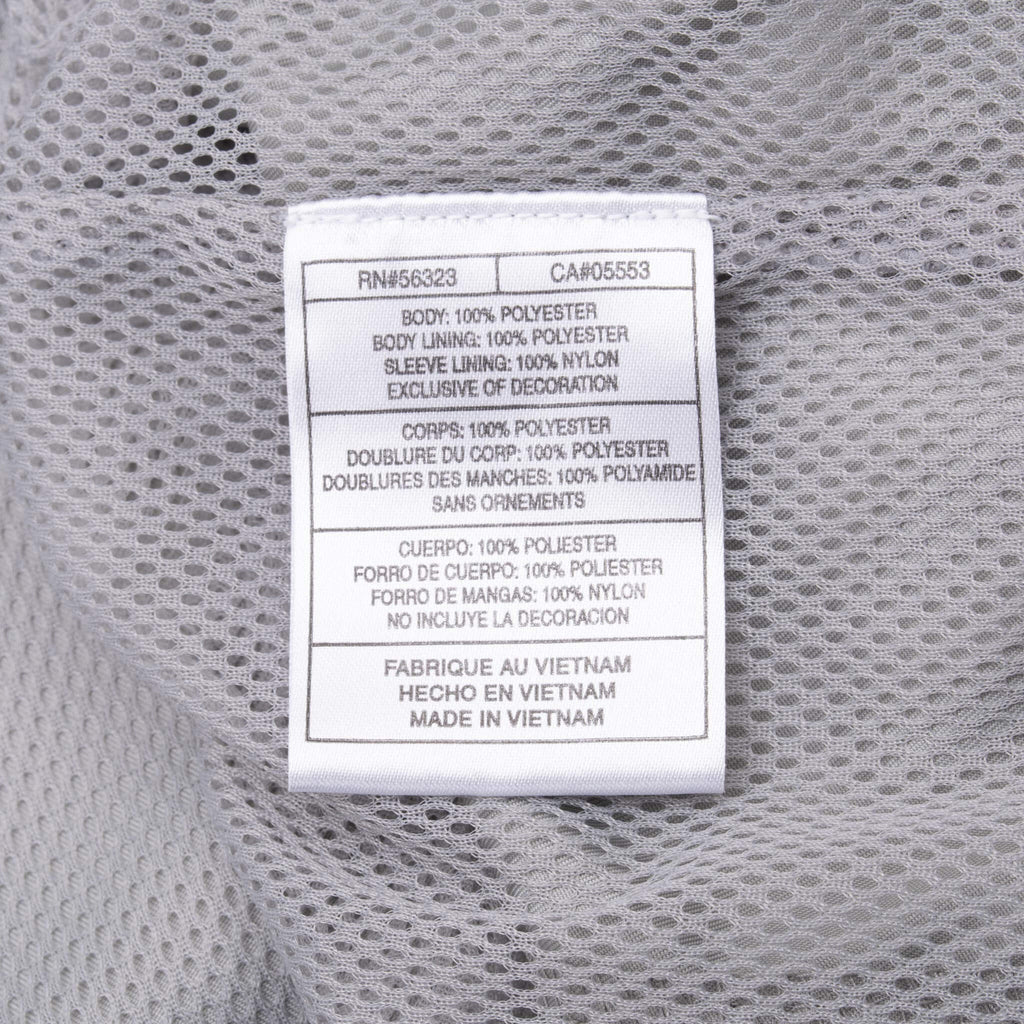 RN#56323 CA#05553
BODY: 100% POLYESTER
BODY LINING: 100% POLYESTER
SLEEVE LINING: 100% NYLON
EXCLUSIVE OF DECORATION
CORPS: 100% POLYESTER
DOUBLURE DU CORP: 100% POLYESTER
DOUBLURES DES MANCHES: 100% POLYAMIDE
SANS ORNEMENTS
CUERPO: 100% POLIESTER
FORRO DE CUERPO: 100% POLIESTER
FORRO DE MANGAS: 100% NYLON
NO INCLUYE LA DECORACION
FABRIQUE AU VIETNAM
HECHO EN VIETNAM
MADE IN VIETNAM